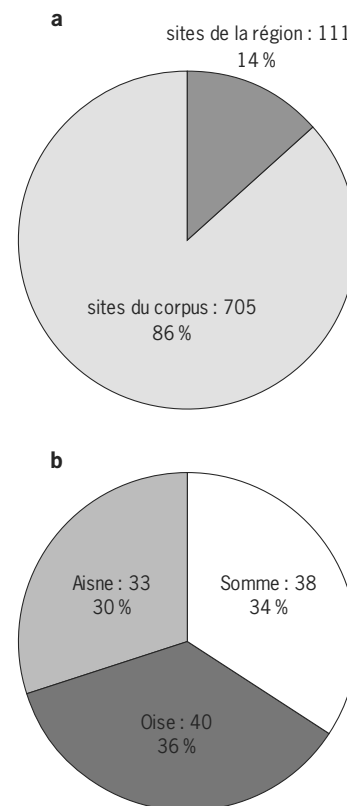 a
sites de la région : 111
14 %
sites du corpus : 705
86 %
b
Aisne : 33
30 %
Somme : 38
34 %
Oise : 40
36 %